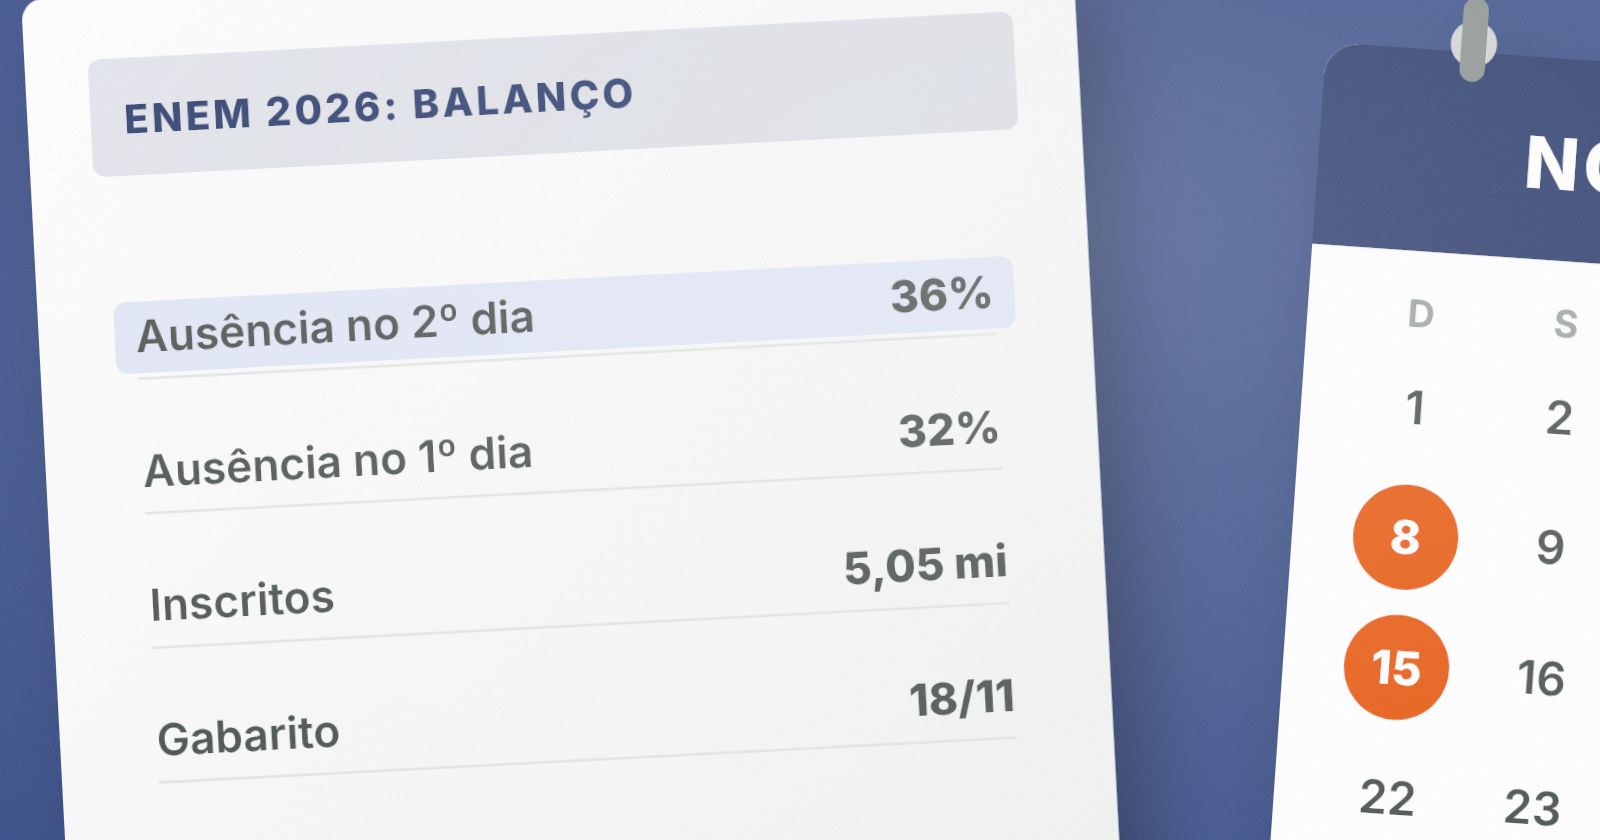 ENEM 2026: BALANÇO
Ausência no 2º dia 36%
Ausência no 1º dia 32%
Inscritos 5,05 mi
Gabarito 18/11
D S
1 2
8 9
15 16
22 23